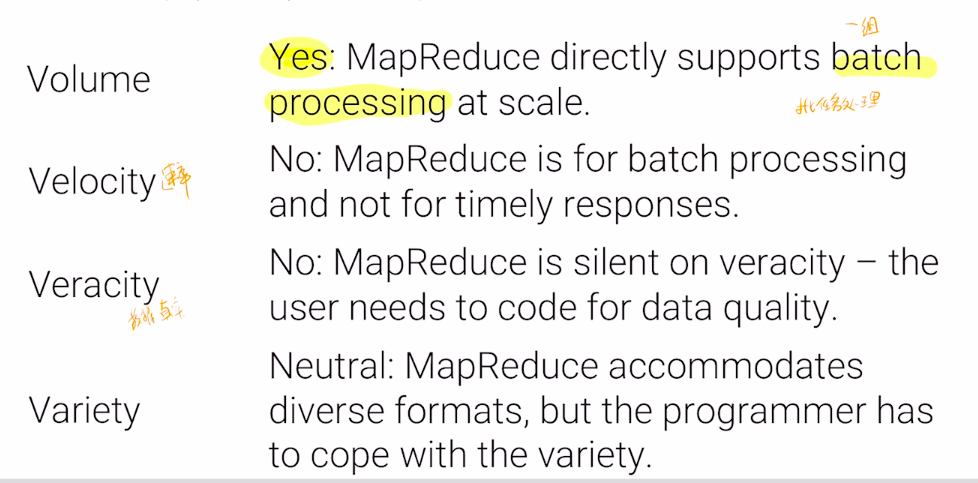 一组
Volume
Yes: MapReduce directly supports batch
processing at scale.
批任务处理
Velocity 速率
No: MapReduce is for batch processing
and not for timely responses.
Veracity
No: MapReduce is silent on veracity – the
user needs to code for data quality.
数据真实
Variety
Neutral: MapReduce accommodates
diverse formats, but the programmer has
to cope with the variety.